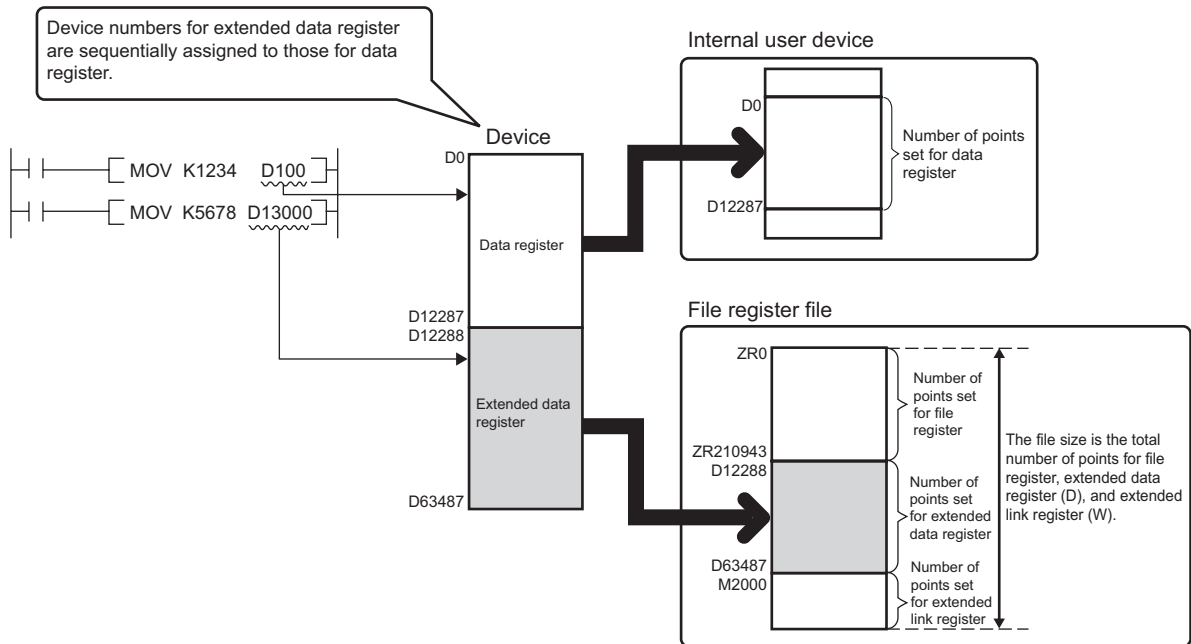 Device numbers for extended data register
are sequentially assigned to those for data
register.
Internal user device
D0
Number of points
set for data
register
D12287
Device
D0
MOV K1234 D100
MOV K5678 D13000
Data register
D12287
D12288
Extended data
register
D63487
File register file
ZR0
Number of
points set
for file
register
ZR210943
D12288
Number of
points set
for extended
data register
D63487
M2000
Number of
points set
for extended
link register
The file size is the total
number of points for file
register, extended data
register (D), and extended
link register (W).